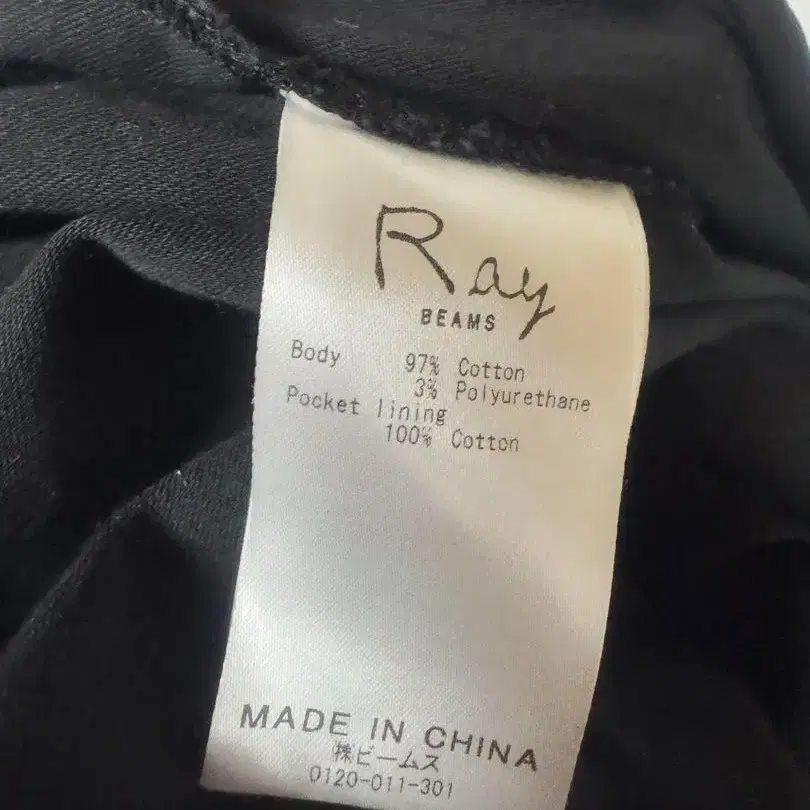 Ray
BEAMS
Body 97% Cotton
3% Polyurethane
Pocket lining
100% Cotton
MADE IN CHINA
㈱ビームス
0120-011-301